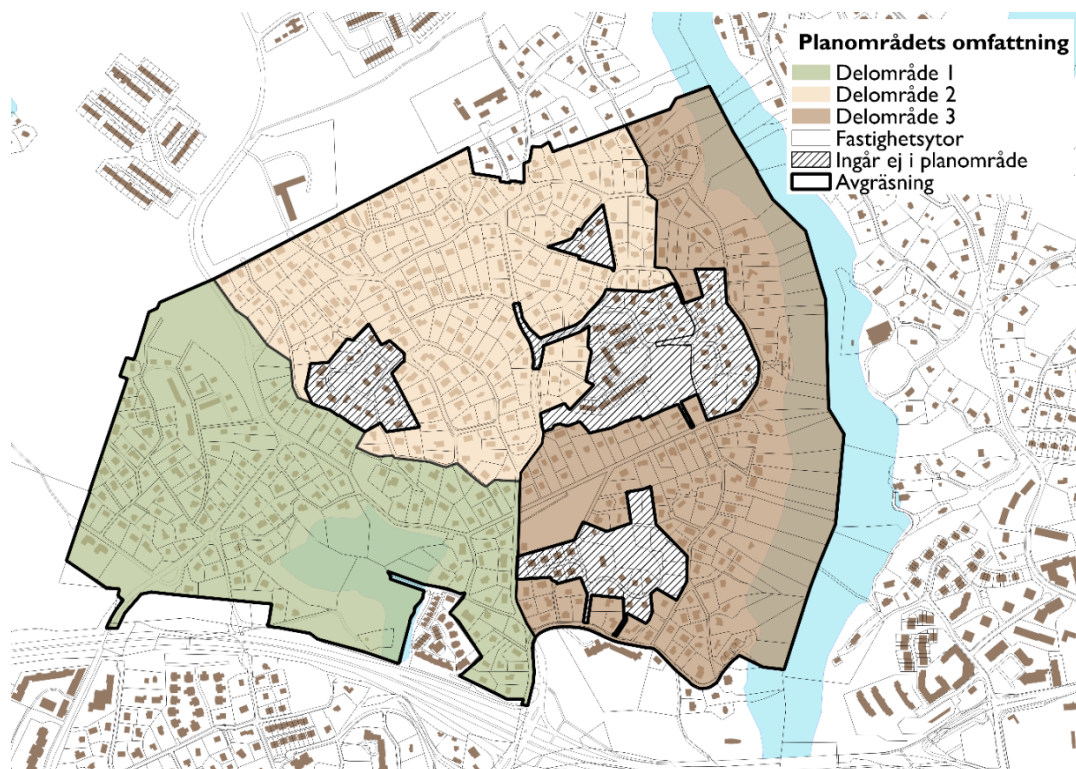 Planområdets omfattning
Delområde 1
Delområde 2
Delområde 3
Fastighetsytor
Ingår ej i planområde
Avgräsning